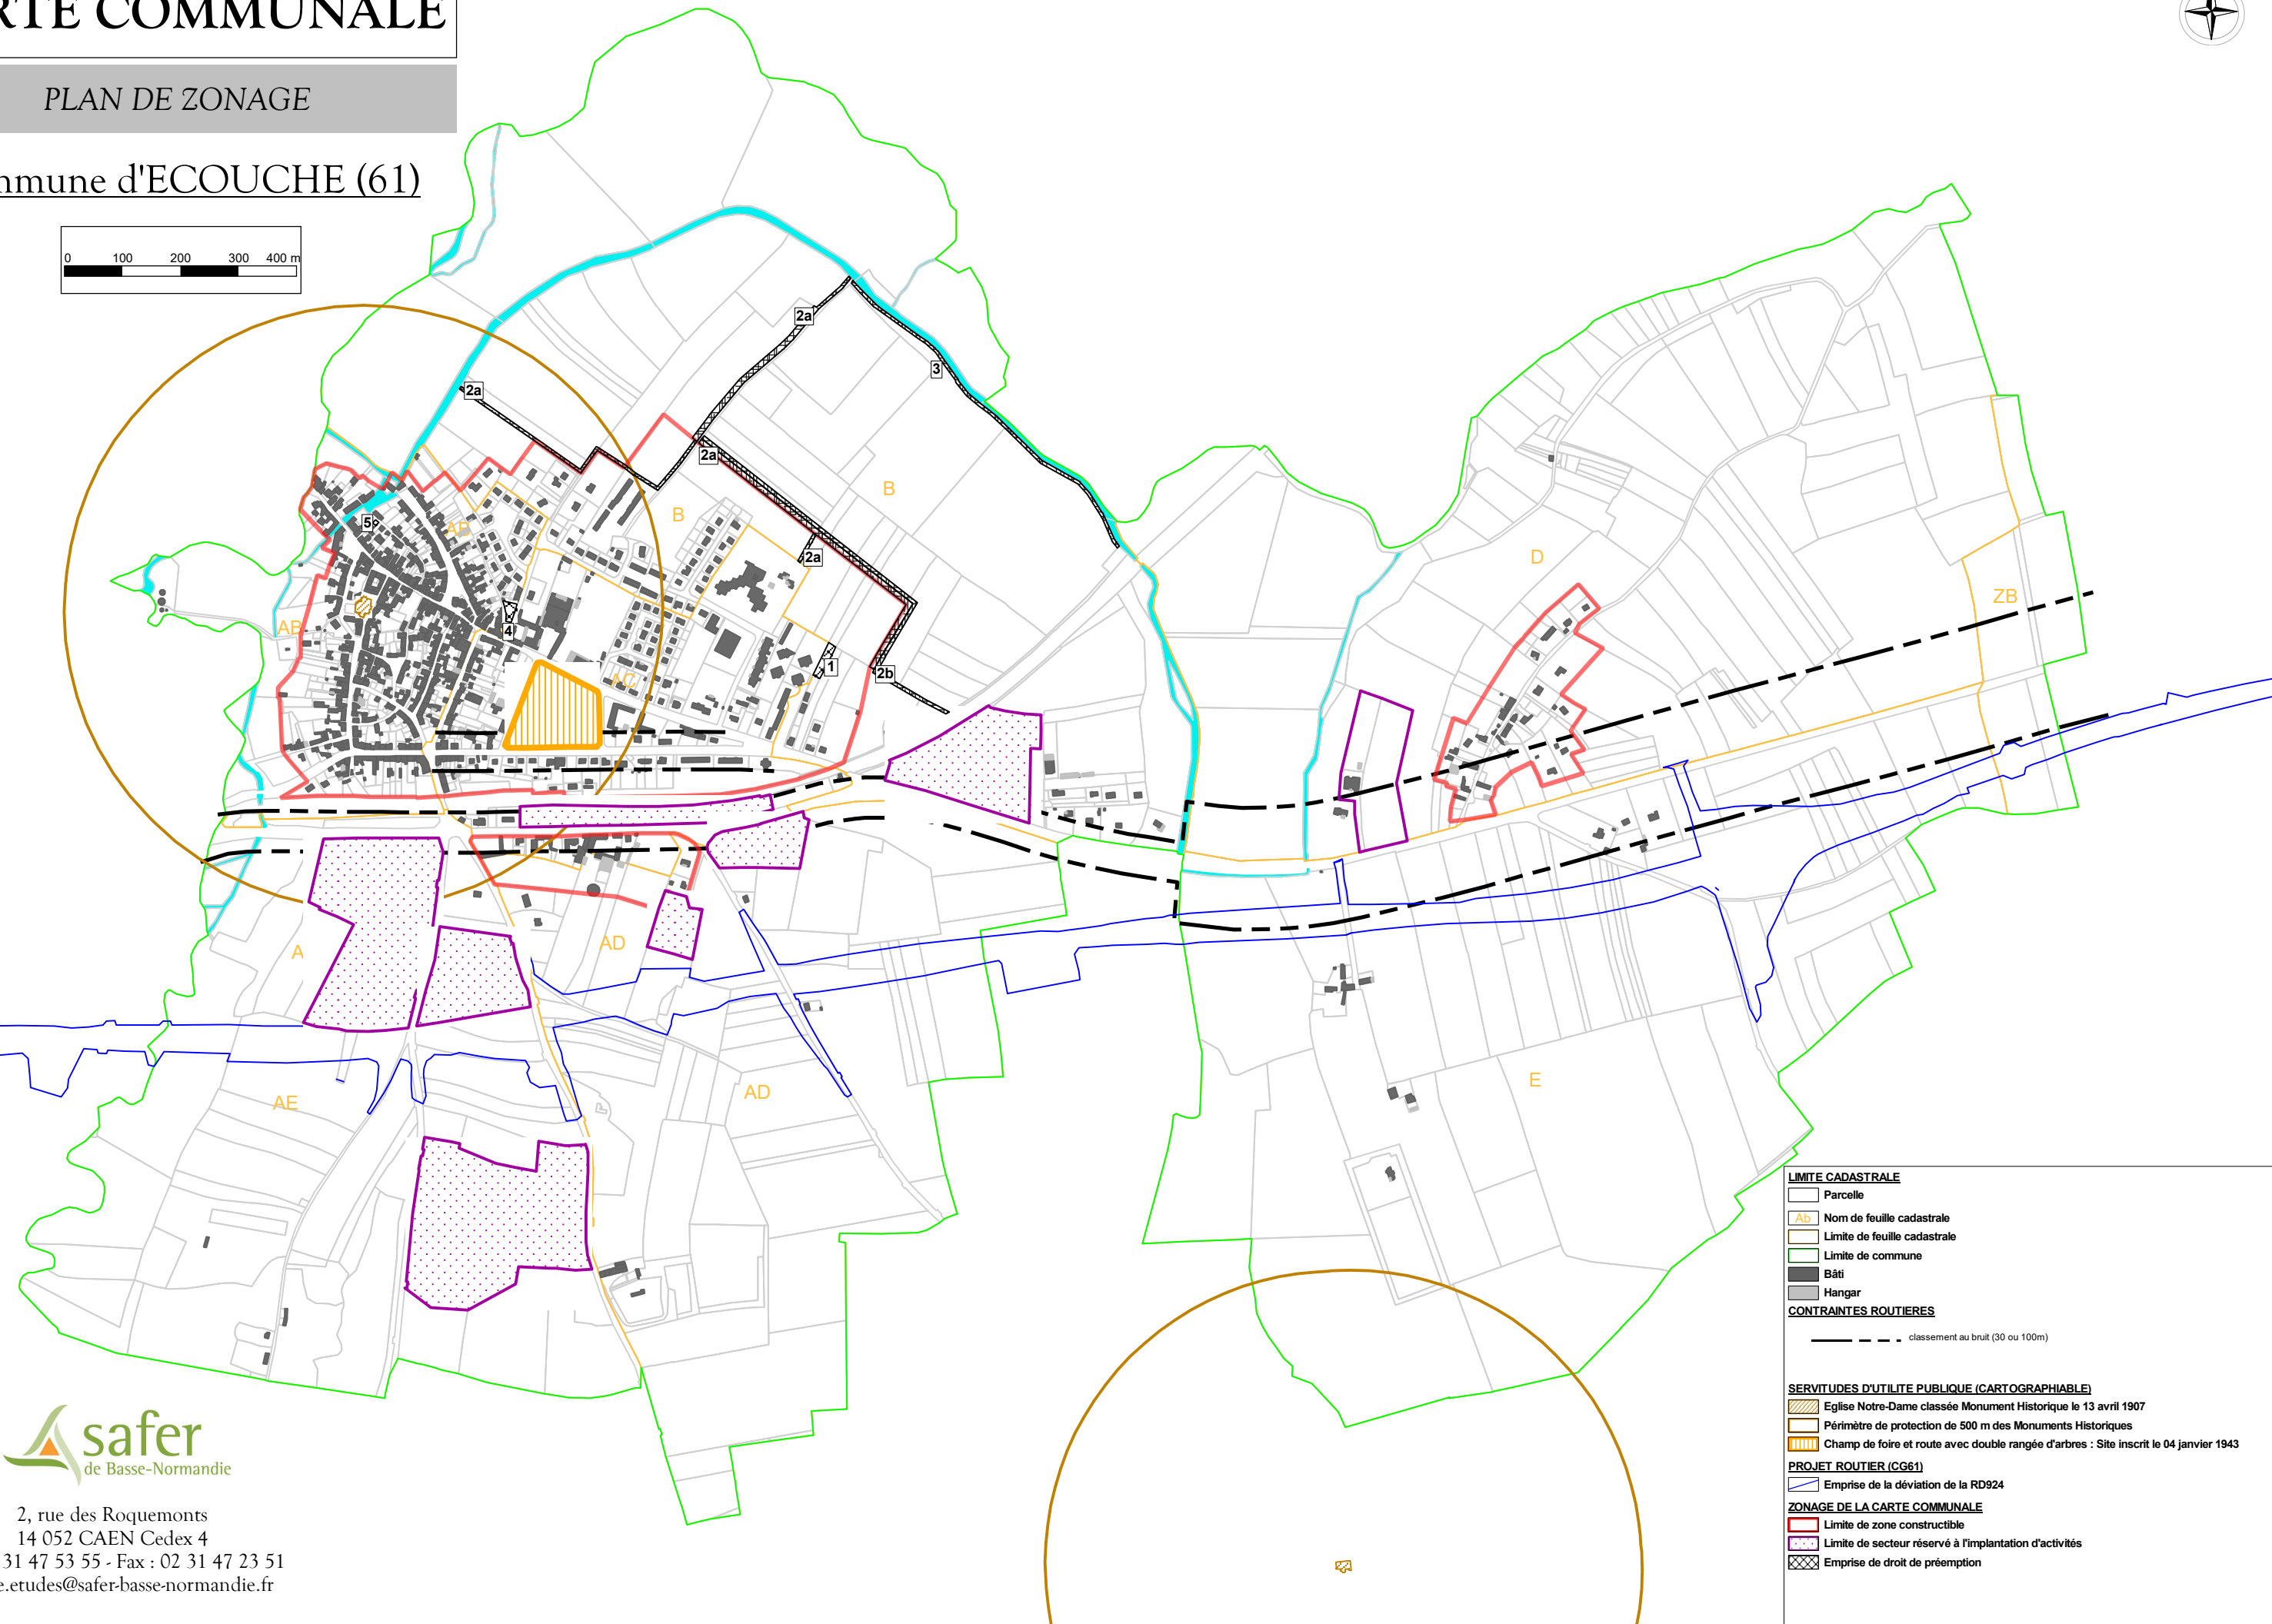 RTE COMMUNALE
PLAN DE ZONAGE
mmune d'ECOUCHE (61)
0 100 200 300 400 m
2a
3
2a
2a
B
B
5
AB
2a
D
ZB
AB
4
1
2b
AC
A
AD
AE
AD
E
LIMITE CADASTRALE
Parcelle
Ab Nom de feuille cadastrale
Limite de feuille cadastrale
Limite de commune
Bâti
Hangar
CONTRAINTES ROUTIERES
classement au bruit (30 ou 100m)
SERVITUDES D'UTILITE PUBLIQUE (CARTOGRAPHIABLE)
Eglise Notre-Dame classée Monument Historique le 13 avril 1907
Périmètre de protection de 500 m des Monuments Historiques
Champ de foire et route avec double rangée d'arbres : Site inscrit le 04 janvier 1943
PROJET ROUTIER (CG61)
Emprise de la déviation de la RD924
ZONAGE DE LA CARTE COMMUNALE
Limite de zone constructible
Limite de secteur réservé à l'implantation d'activités
Emprise de droit de préemption
safer
de Basse-Normandie
2, rue des Roquemonts
14 052 CAEN Cedex 4
31 47 53 55 - Fax : 02 31 47 23 51
e.etudes@safer-basse-normandie.fr